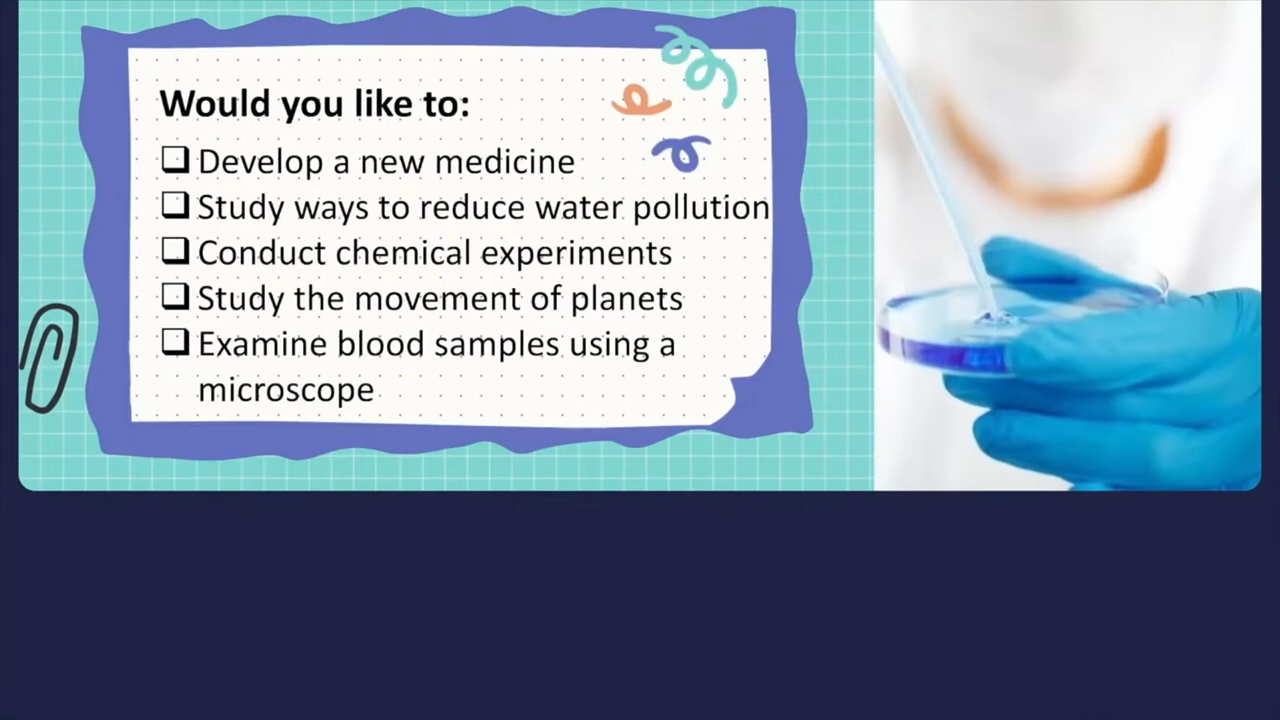 Would you like to:
Develop a new medicine
Study ways to reduce water pollution
Conduct chemical experiments
Study the movement of planets
Examine blood samples using a
microscope